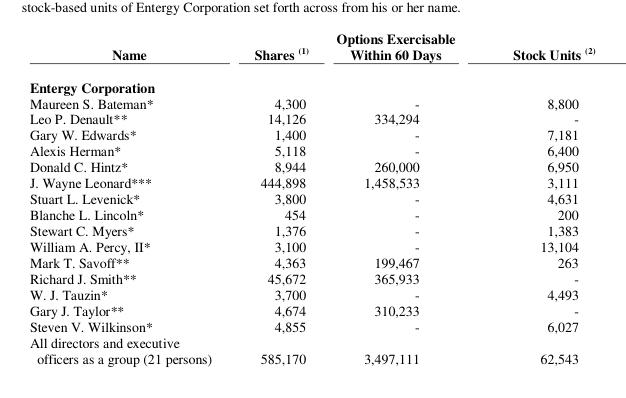 stock-based units of Entergy Corporation set forth across from his or her name.
Options Exercisable
Name Shares (1) Within 60 Days Stock Units (2)
Entergy Corporation
Maureen S. Bateman* 4,300 - 8,800
Leo P. Denault** 14,126 334,294 -
Gary W. Edwards* 1,400 - 7,181
Alexis Herman* 5,118 - 6,400
Donald C. Hintz* 8,944 260,000 6,950
J. Wayne Leonard*** 444,898 1,458,533 3,111
Stuart L. Levenick* 3,800 - 4,631
Blanche L. Lincoln* 454 - 200
Stewart C. Myers* 1,376 - 1,383
William A. Percy, II* 3,100 - 13,104
Mark T. Savoff** 4,363 199,467 263
Richard J. Smith** 45,672 365,933 -
W. J. Tauzin* 3,700 - 4,493
Gary J. Taylor** 4,674 310,233 -
Steven V. Wilkinson* 4,855 - 6,027
All directors and executive
officers as a group (21 persons) 585,170 3,497,111 62,543